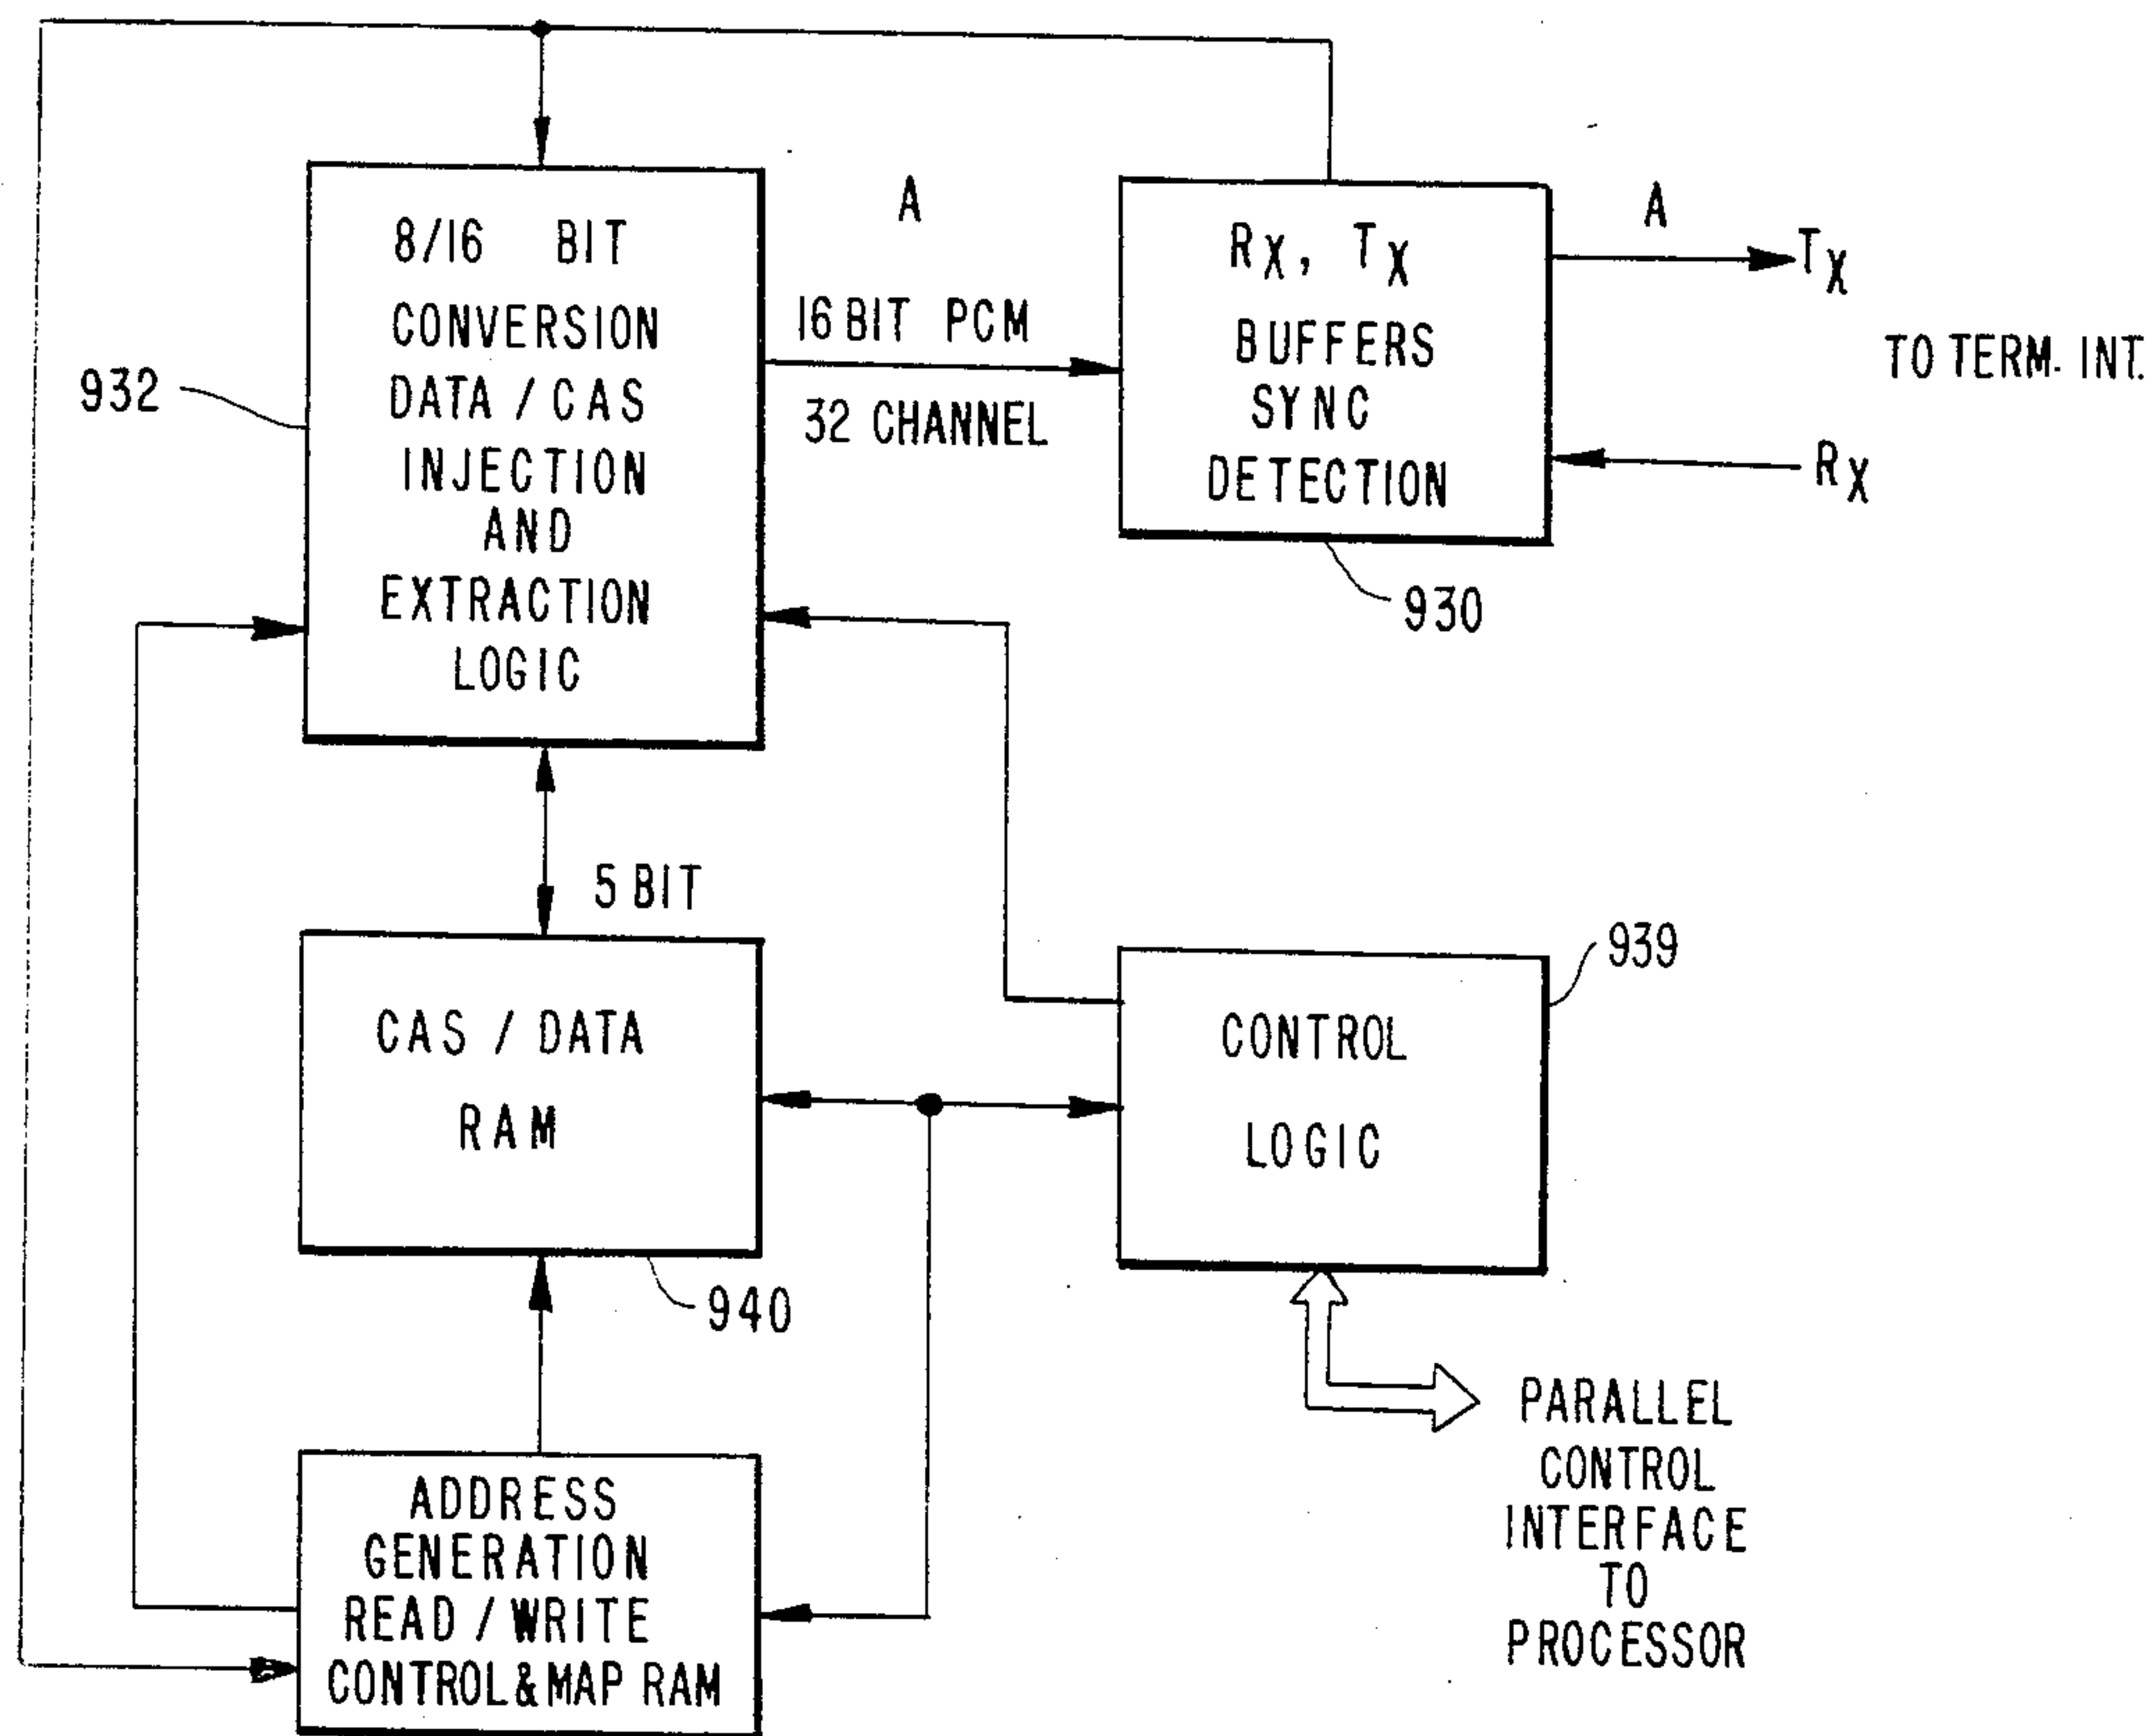 8/16 BIT
CONVERSION
DATA / CAS
INJECTION
AND
EXTRACTION
LOGIC
932
A
16 BIT PCM
32 CHANNEL
RX, TX
BUFFERS
SYNC
DETECTION
930
A
TX
TO TERM. INT.
RX
5 BIT
CAS / DATA
RAM
940
CONTROL
LOGIC
939
ADDRESS
GENERATION
READ / WRITE
CONTROL & MAP RAM
PARALLEL
CONTROL
INTERFACE
TO
PROCESSOR